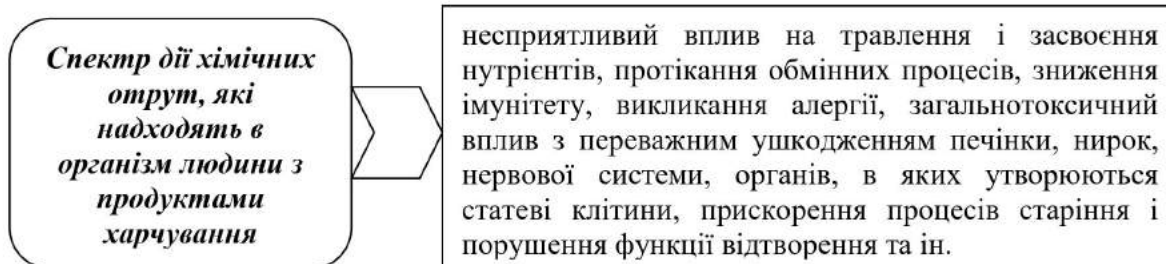 Спектр дії хімічних
отрут, які
надходять в
організм людини з
продуктами
харчування
несприятливий вплив на травлення і засвоєння
нутрієнтів, протікання обмінних процесів, зниження
імунітету, викликання алергії, загальнотоксичний
вплив з переважним ушкодженням печінки, нирок,
нервової системи, органів, в яких утворюються
статеві клітини, прискорення процесів старіння і
порушення функції відтворення та ін.